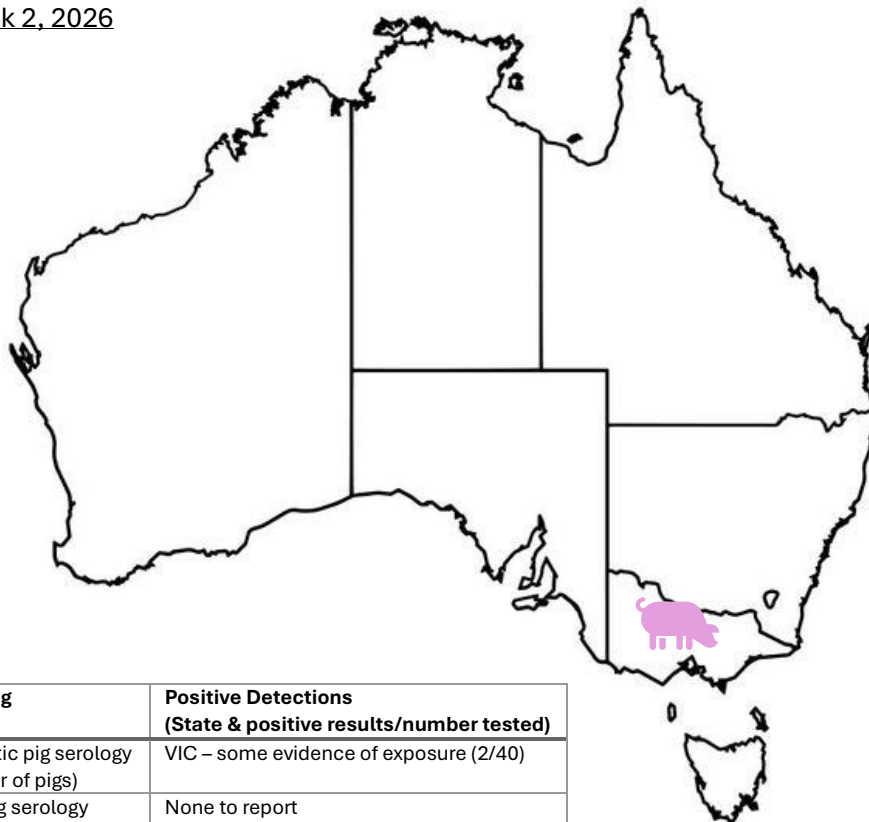 k 2, 2026
g
Positive Detections
(State & positive results/number tested)
tic pig serology
r of pigs)
VIC – some evidence of exposure (2/40)
g serology
None to report